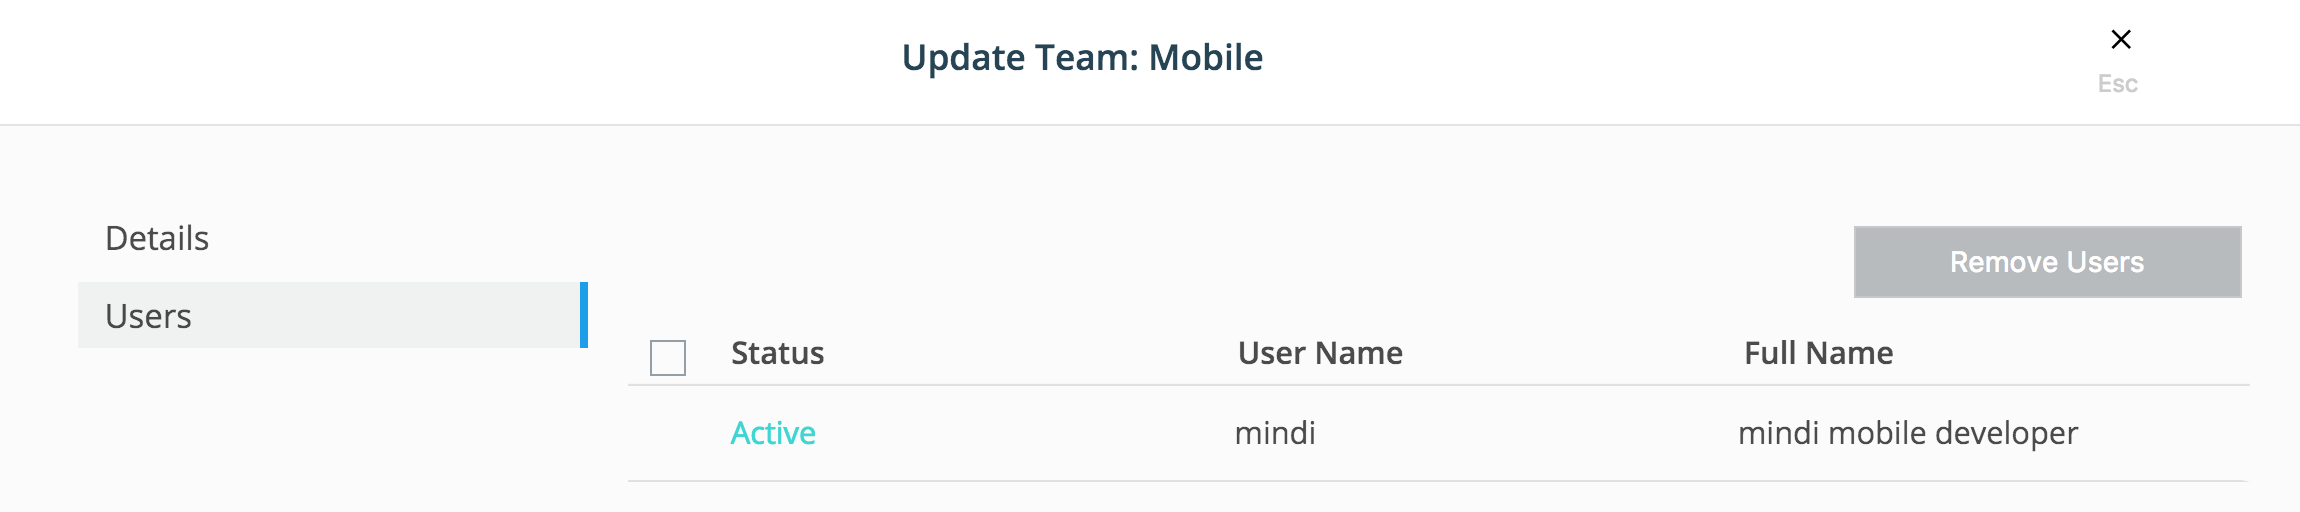 Update Team: Mobile
Esc
Details
Users
Remove Users
Status User Name Full Name
Active mindi mindi mobile developer